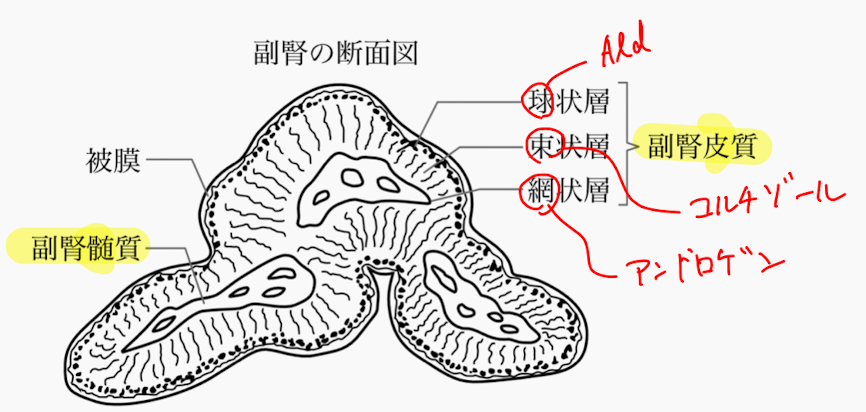 副腎の断面図
Ald
球状層
束状層
網状層
副腎皮質
被膜
副腎髄質
コルチゾール
アンドロゲン